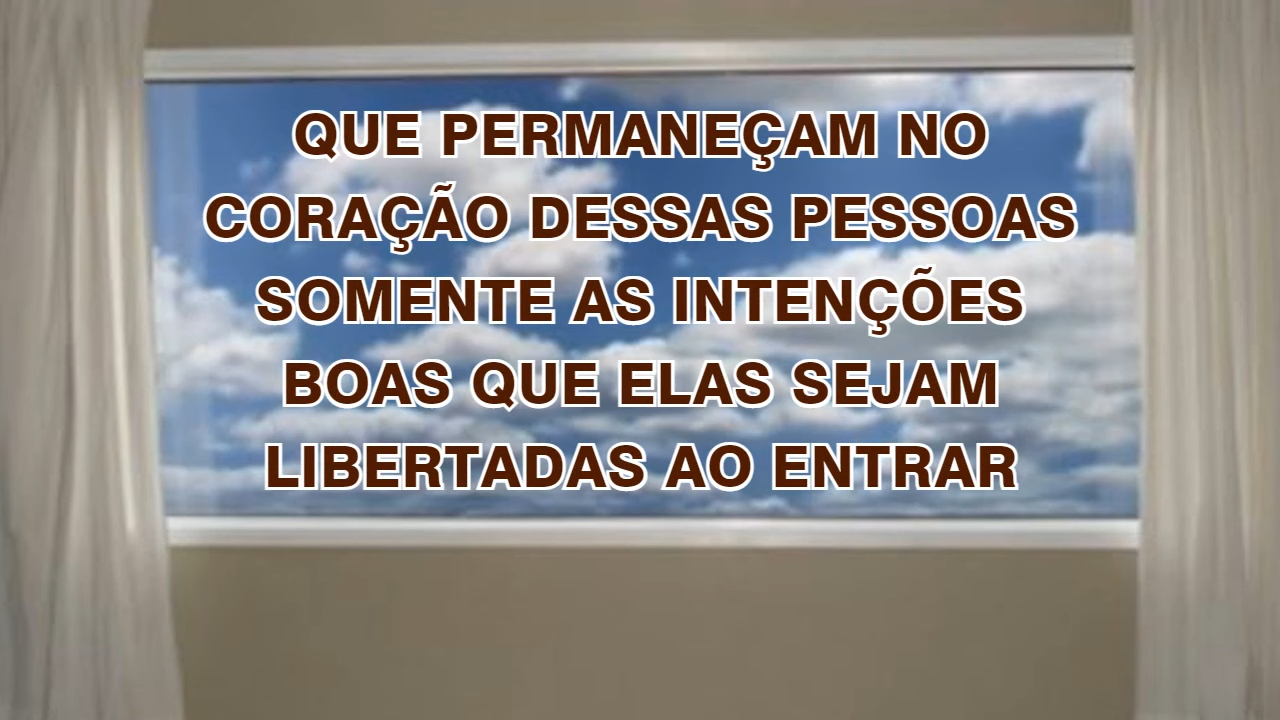 QUE PERMANEÇAM NO
CORAÇÃO DESSAS PESSOAS
SOMENTE AS INTENÇÕES
BOAS QUE ELAS SEJAM
LIBERTADAS AO ENTRAR